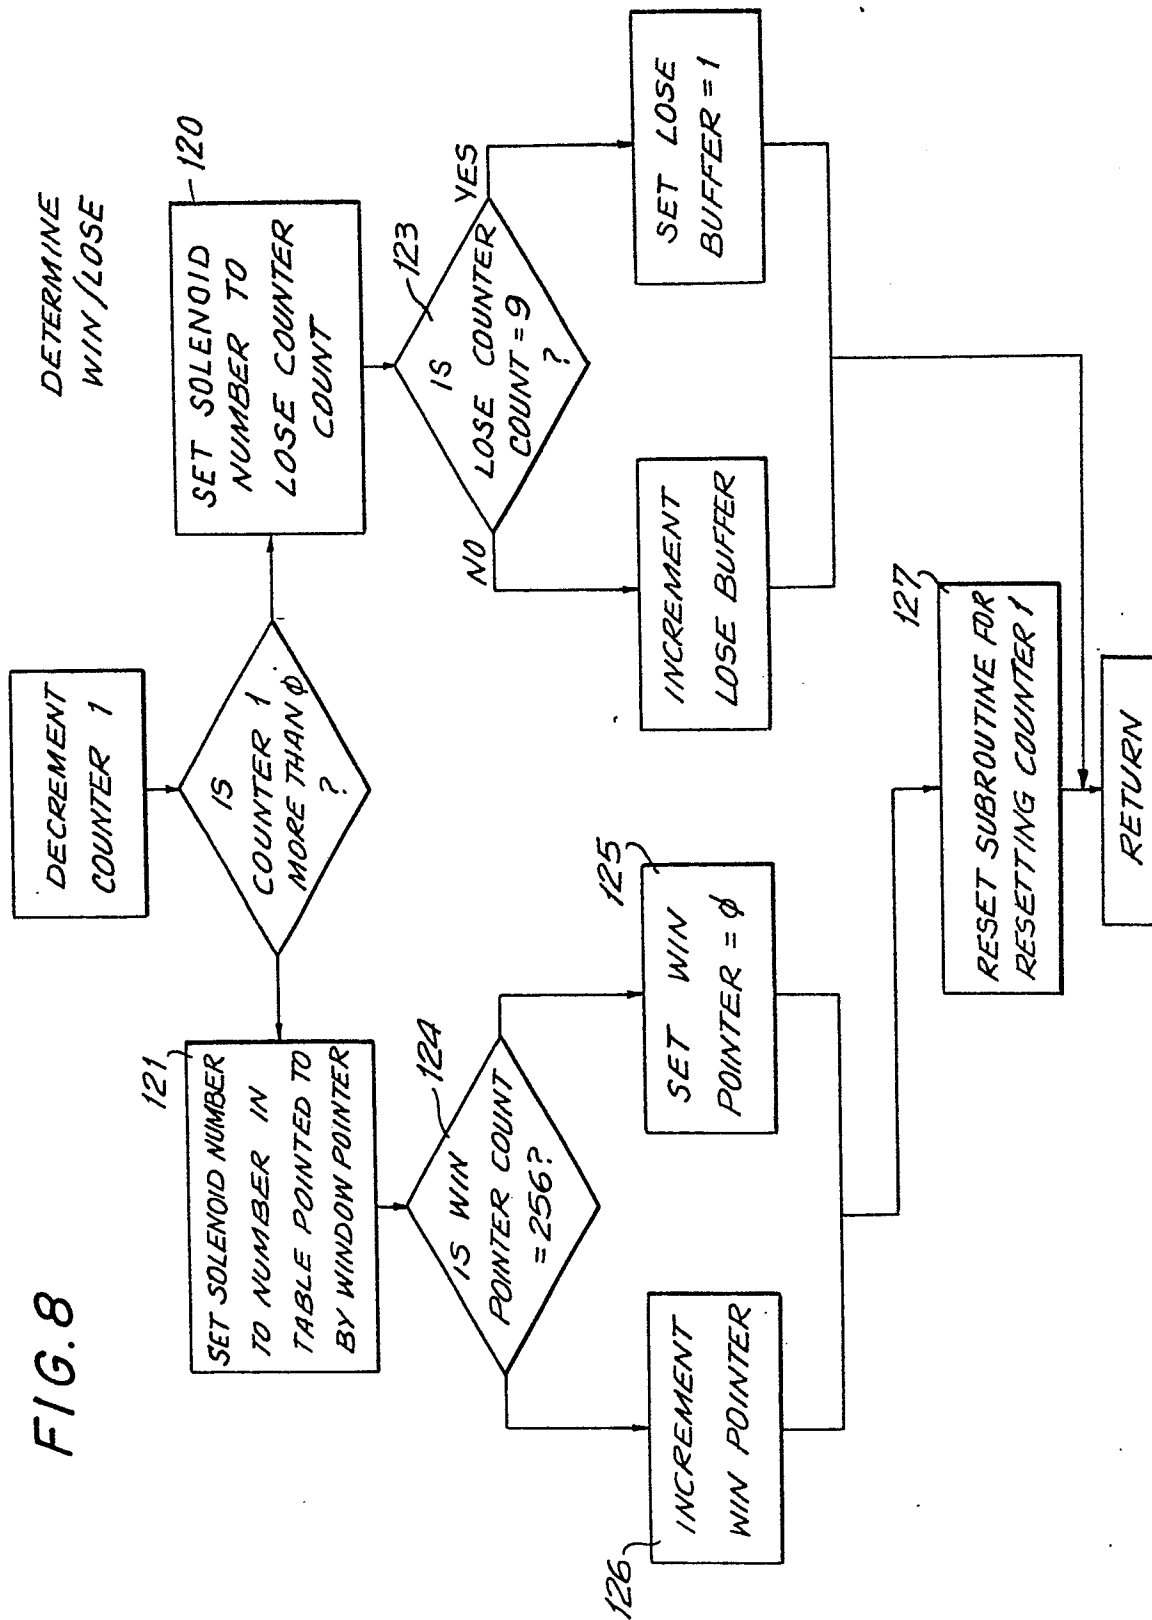 FIG.8
DETERMINE
WIN/LOSE
DECREMENT
COUNTER 1
IS
COUNTER 1
MORE THAN φ
?
121
SET SOLENOID NUMBER
TO NUMBER IN
TABLE POINTED TO
BY WINDOW POINTER
120
SET SOLENOID
NUMBER TO
LOSE COUNTER
COUNT
124
IS WIN
POINTER COUNT
=256?
123
IS
LOSE COUNTER
COUNT=9
?
NO
YES
126
INCREMENT
WIN POINTER
125
SET WIN
POINTER=φ
INCREMENT
LOSE BUFFER
SET LOSE
BUFFER=1
127
RESET SUBROUTINE FOR
RESETTING COUNTER 1
RETURN